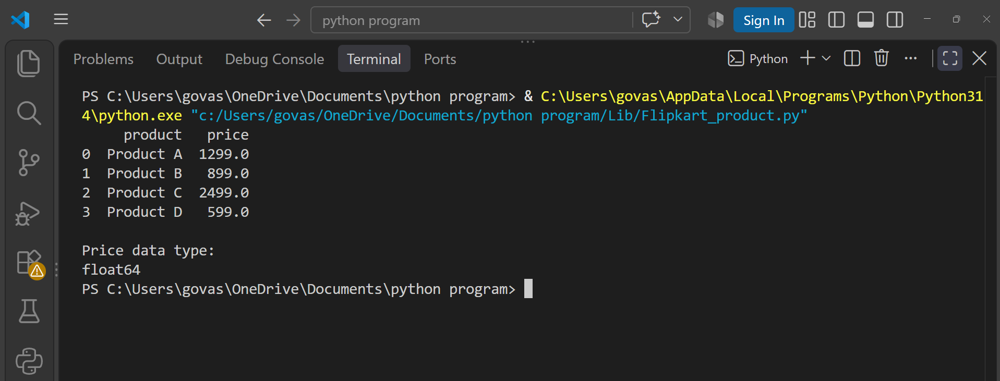 python program
Sign In
Problems Output Debug Console Terminal Ports Python
PS C:\Users\govas\OneDrive\Documents\python program> & C:\Users\govas\AppData\Local\Programs\Python\Python31
4\python.exe "c:/Users/govas/OneDrive/Documents/python program/Lib/Flipkart_product.py"
     product   price
0  Product A  1299.0
1  Product B   899.0
2  Product C  2499.0
3  Product D   599.0
Price data type:
float64
PS C:\Users\govas\OneDrive\Documents\python program>